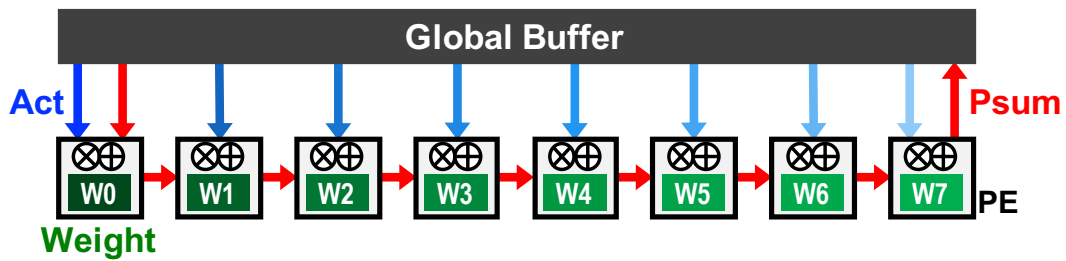 Global Buffer
Act
Psum
W0 W1 W2 W3 W4 W5 W6 W7
PE
Weight